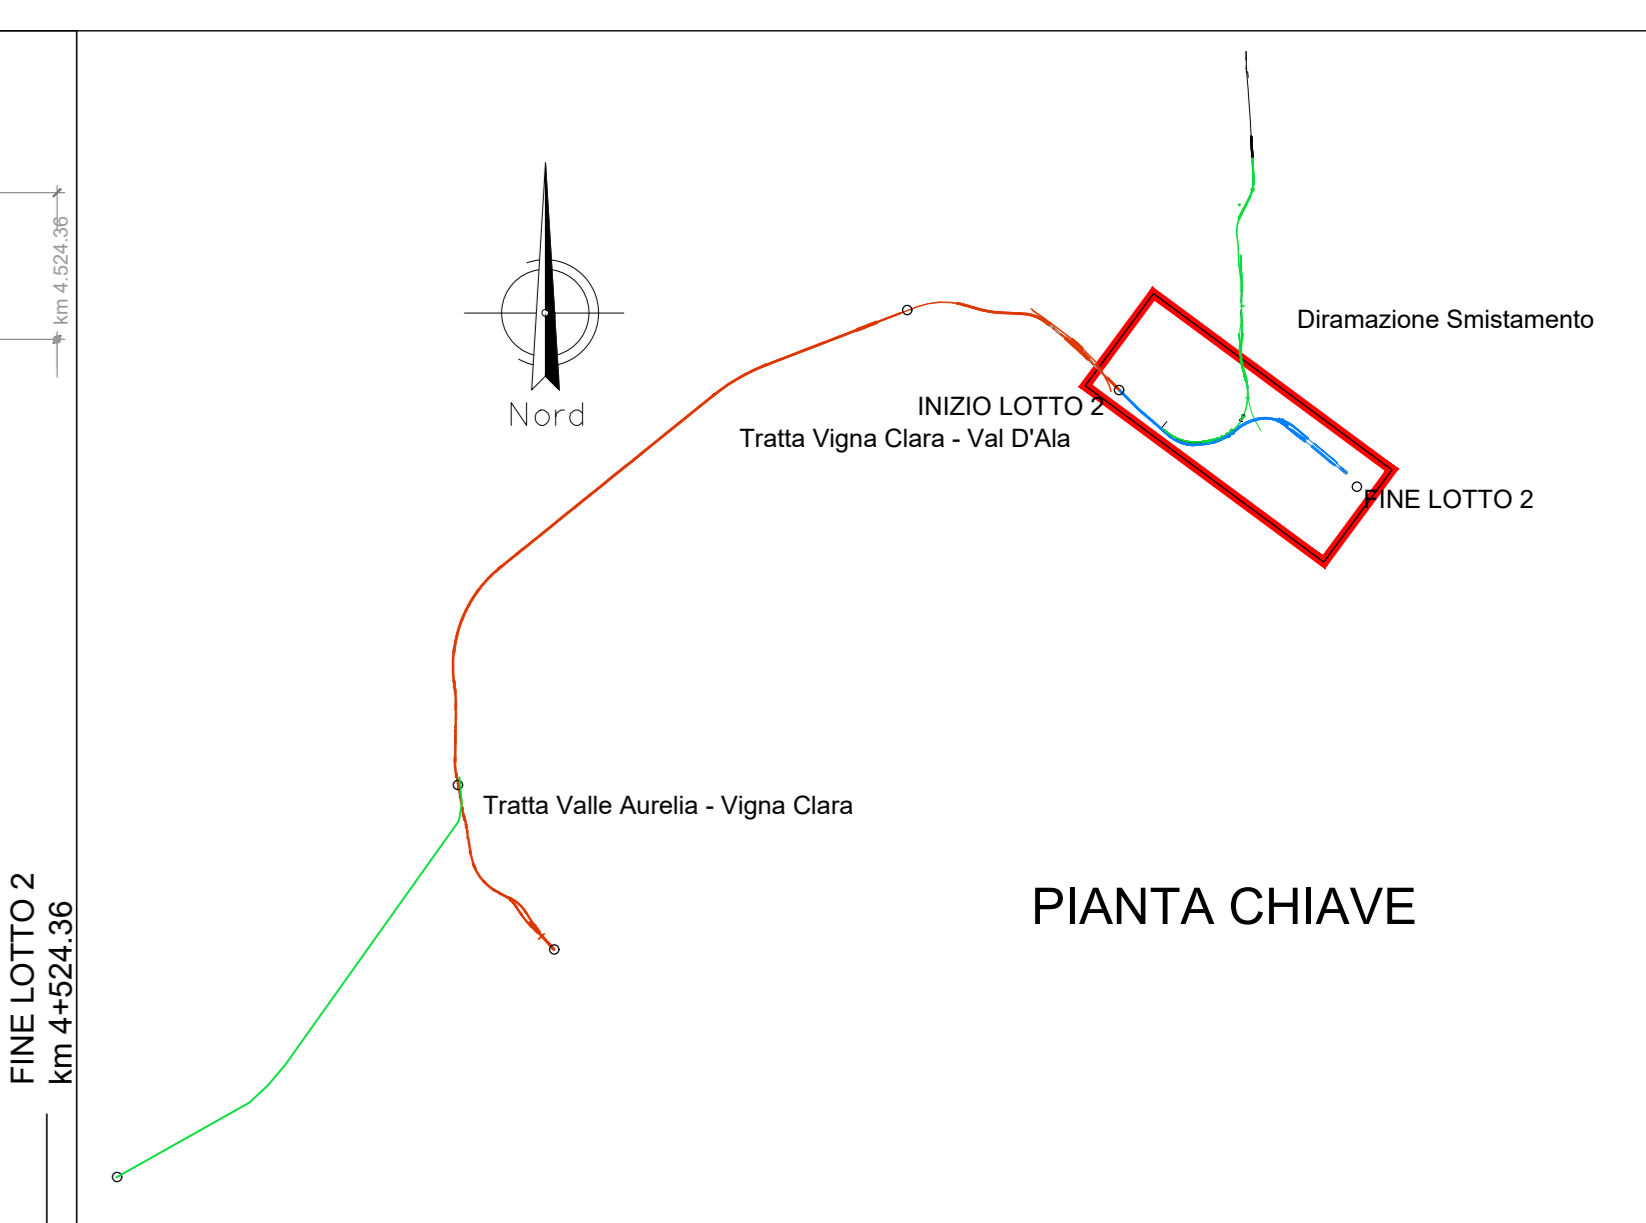 km 4.524.36
FINE LOTTO 2
km 4+524.36
Nord
Diramazione Smistamento
INIZIO LOTTO 2
Tratta Vigna Clara - Val D'Ala
FINE LOTTO 2
Tratta Valle Aurelia - Vigna Clara
PIANTA CHIAVE